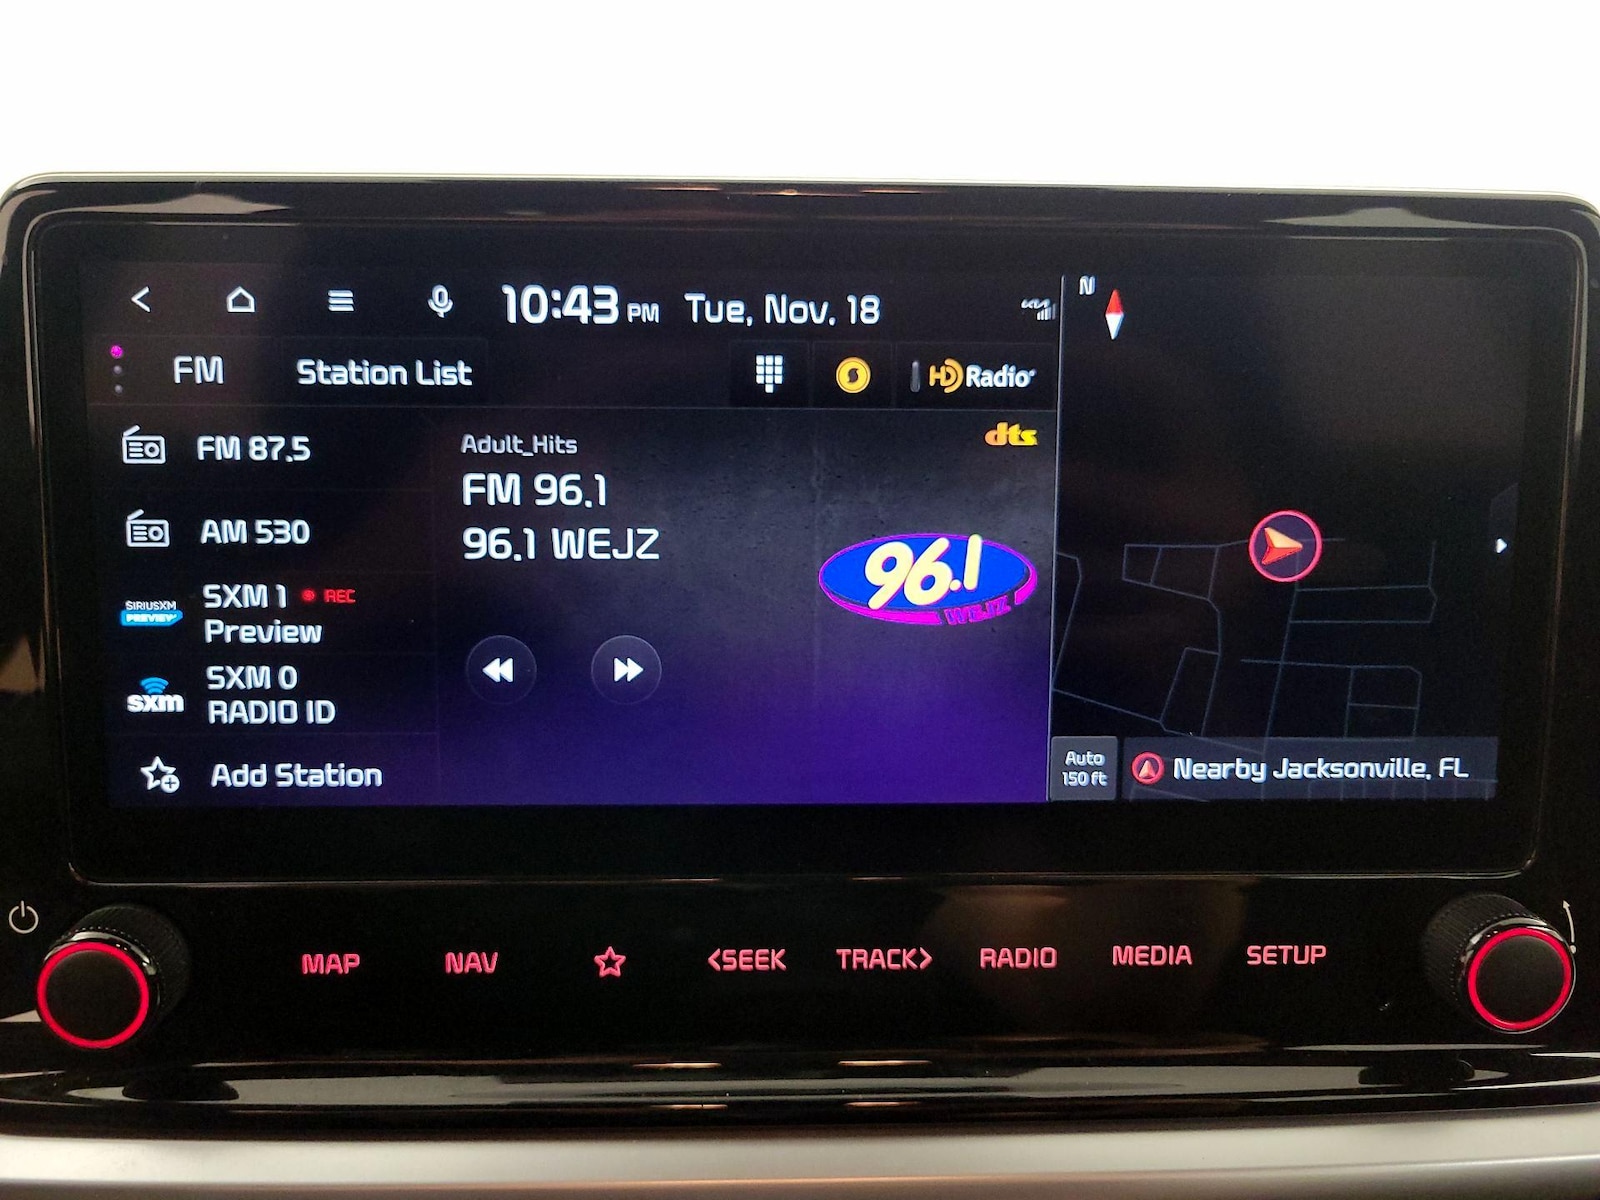 10:43 PM Tue, Nov. 18
FM Station List
HD Radio
FM 87.5
AM 530
SIRIUSXM
PREVIEW
SXM 1 REC
Preview
sxm
SXM 0
RADIO ID
Add Station
Adult_Hits
FM 96.1
96.1 WEJZ
dts
96.1
WEJZ
N
Auto
150 ft
Nearby Jacksonville, FL
MAP NAV <SEEK TRACK> RADIO MEDIA SETUP